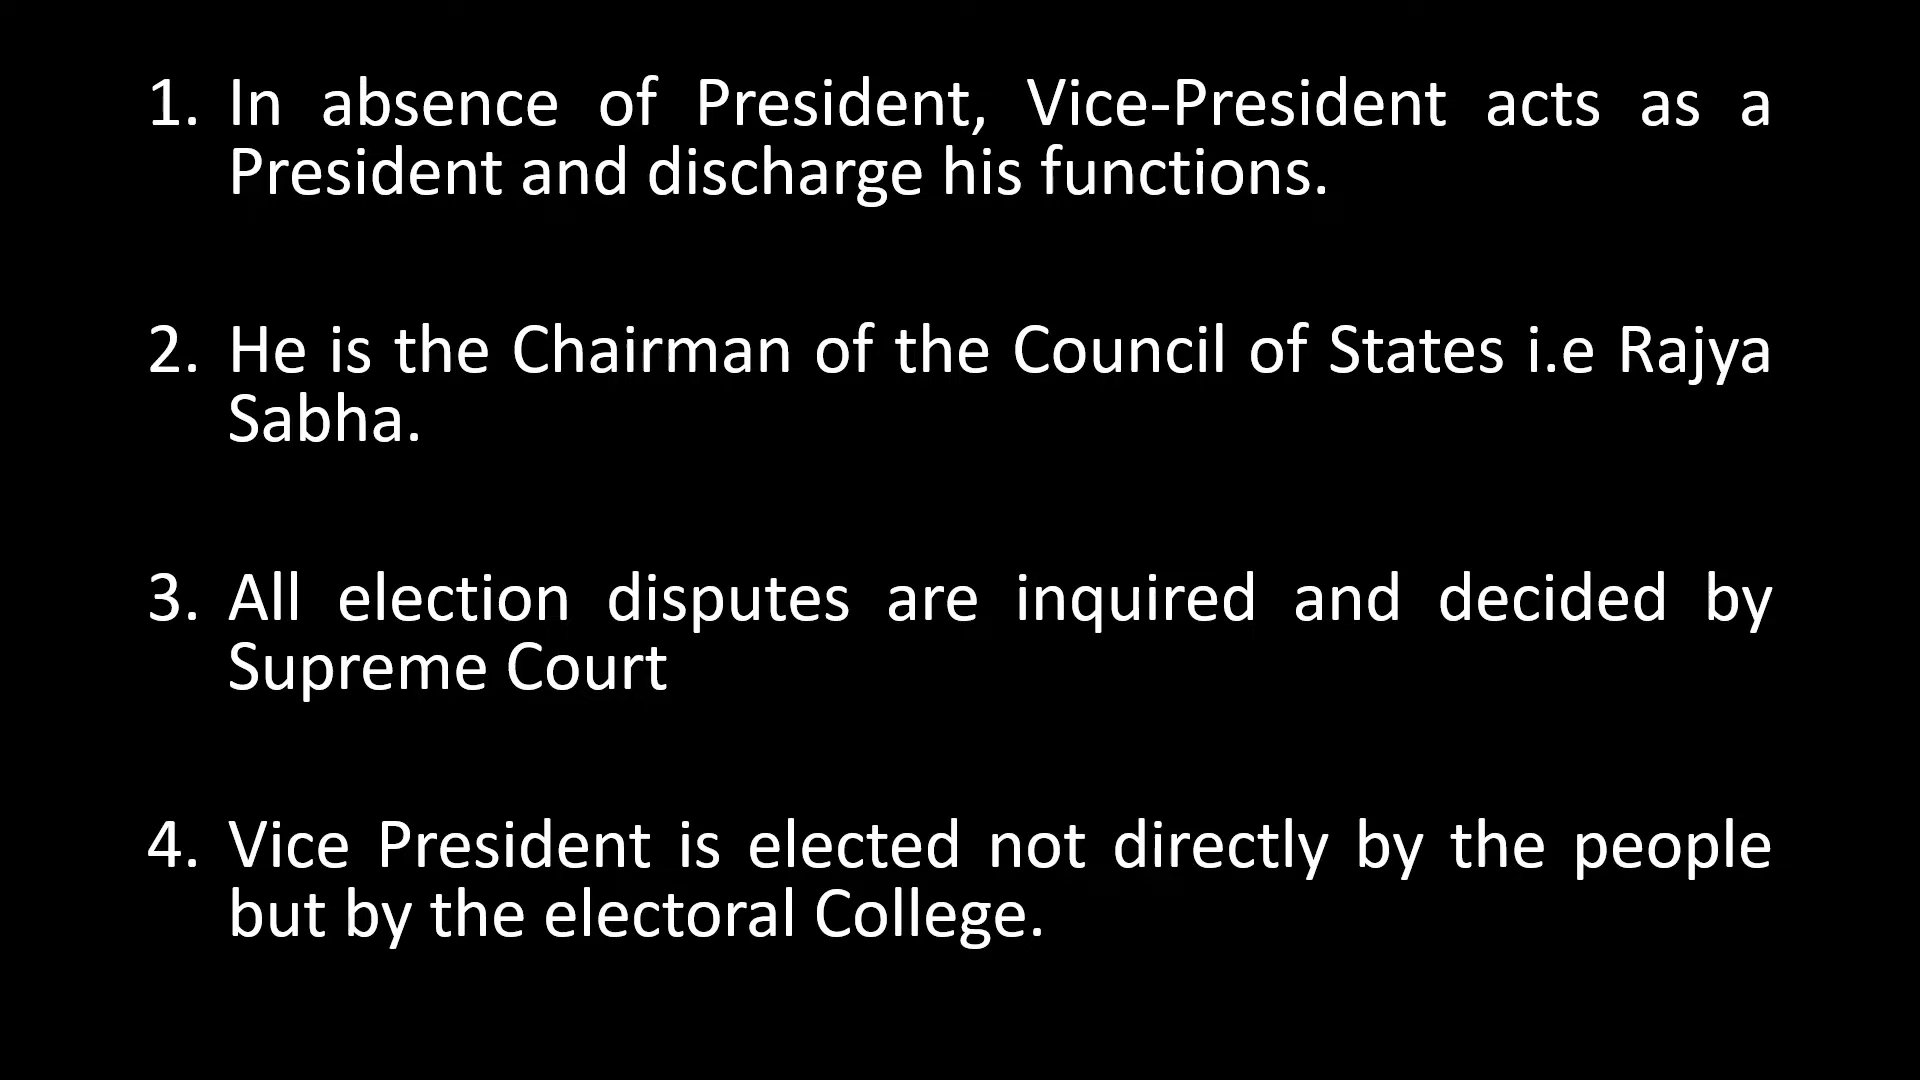 1. In absence of President, Vice-President acts as a
President and discharge his functions.
2. He is the Chairman of the Council of States i.e Rajya
Sabha.
3. All election disputes are inquired and decided by
Supreme Court
4. Vice President is elected not directly by the people
but by the electoral College.